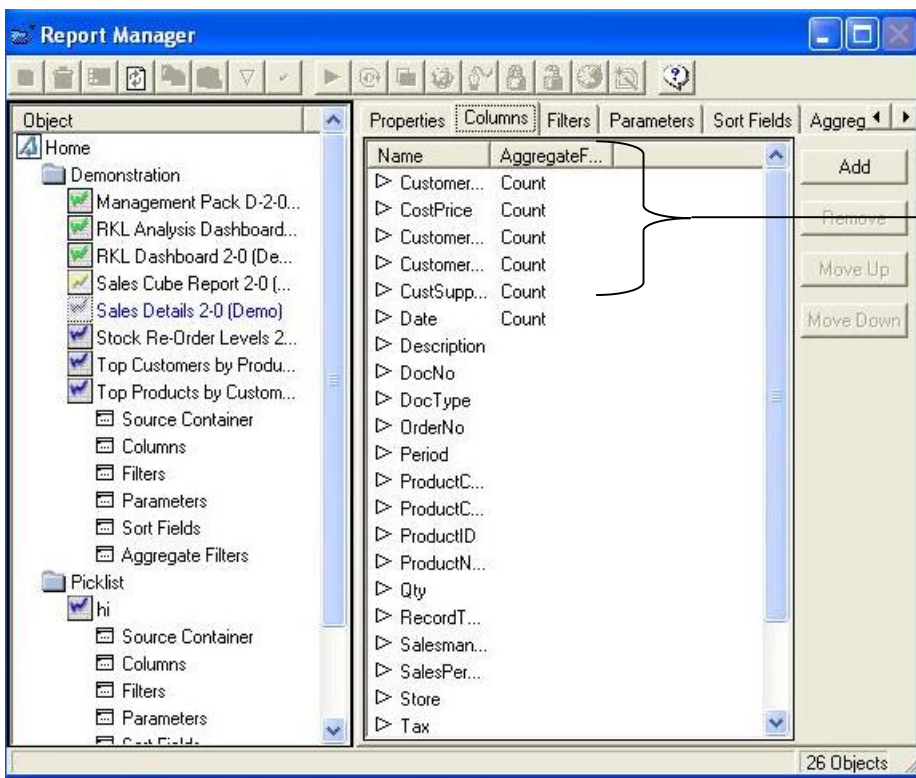 Report Manager
Object
Home
Demonstration
Management Pack D-2-0...
RKL Analysis Dashboard...
RKL Dashboard 2-0 (De...
Sales Cube Report 2-0 (...
Sales Details 2-0 (Demo)
Stock Re-Order Levels 2...
Top Customers by Produ...
Top Products by Custom...
Source Container
Columns
Filters
Parameters
Sort Fields
Aggregate Filters
Picklist
hi
Source Container
Columns
Filters
Parameters
Sort Fields
Properties Columns Filters Parameters Sort Fields Aggreg
Name AggregateF...
Customer... Count
CostPrice Count
Customer... Count
Customer... Count
CustSupp... Count
Date Count
Description
DocNo
DocType
OrderNo
Period
ProductC...
ProductC...
ProductID
ProductN...
Qty
RecordT...
Salesman...
SalesPer...
Store
Tax
Add
Remove
Move Up
Move Down
26 Objects